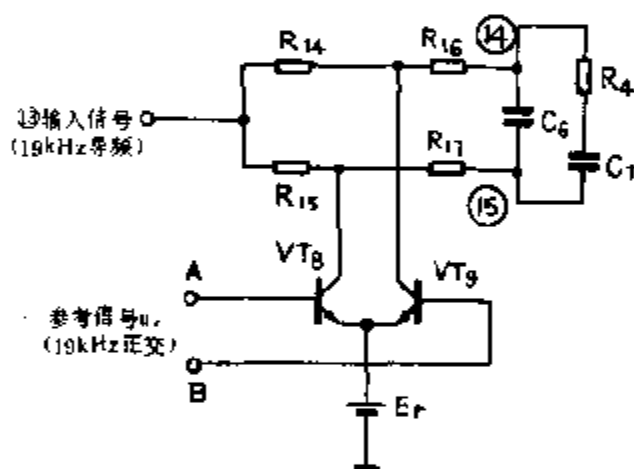 R14
R16
⑭
R4
⑬输入信号
(19kHz导频)
C6
R17
C7
R15
⑮
VT8
VT9
A
参考信号ur
(19kHz正交)
B
Er